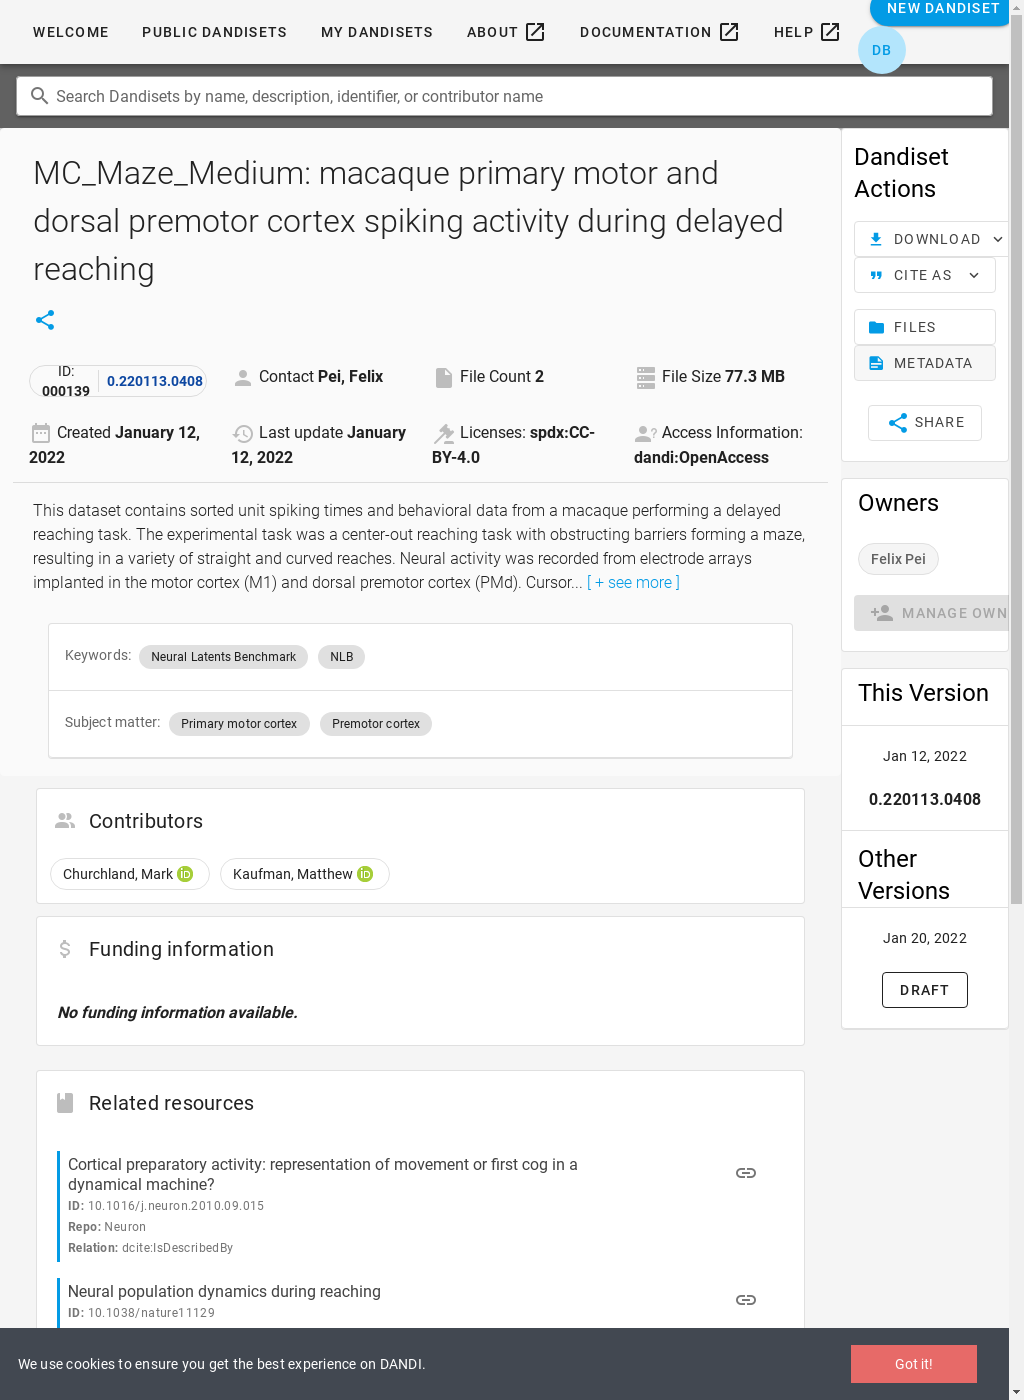 WELCOME PUBLIC DANDISETS MY DANDISETS ABOUT DOCUMENTATION HELP NEW DANDISET
DB
Search Dandisets by name, description, identifier, or contributor name
MC_Maze_Medium: macaque primary motor and
dorsal premotor cortex spiking activity during delayed
reaching
ID:
000139
0.220113.0408
Contact Pei, Felix
File Count 2
File Size 77.3 MB
Created January 12,
2022
Last update January
12, 2022
Licenses: spdx:CC-
BY-4.0
Access Information:
dandi:OpenAccess
This dataset contains sorted unit spiking times and behavioral data from a macaque performing a delayed
reaching task. The experimental task was a center-out reaching task with obstructing barriers forming a maze,
resulting in a variety of straight and curved reaches. Neural activity was recorded from electrode arrays
implanted in the motor cortex (M1) and dorsal premotor cortex (PMd). Cursor... [ + see more ]
Keywords: Neural Latents Benchmark NLB
Subject matter: Primary motor cortex Premotor cortex
Contributors
Churchland, Mark iD Kaufman, Matthew iD
Funding information
No funding information available.
Related resources
Cortical preparatory activity: representation of movement or first cog in a
dynamical machine?
ID: 10.1016/j.neuron.2010.09.015
Repo: Neuron
Relation: dcite:IsDescribedBy
Neural population dynamics during reaching
ID: 10.1038/nature11129
Dandiset
Actions
DOWNLOAD
CITE AS
FILES
METADATA
SHARE
Owners
Felix Pei
MANAGE OWN
This Version
Jan 12, 2022
0.220113.0408
Other
Versions
Jan 20, 2022
DRAFT
We use cookies to ensure you get the best experience on DANDI.
Got it!